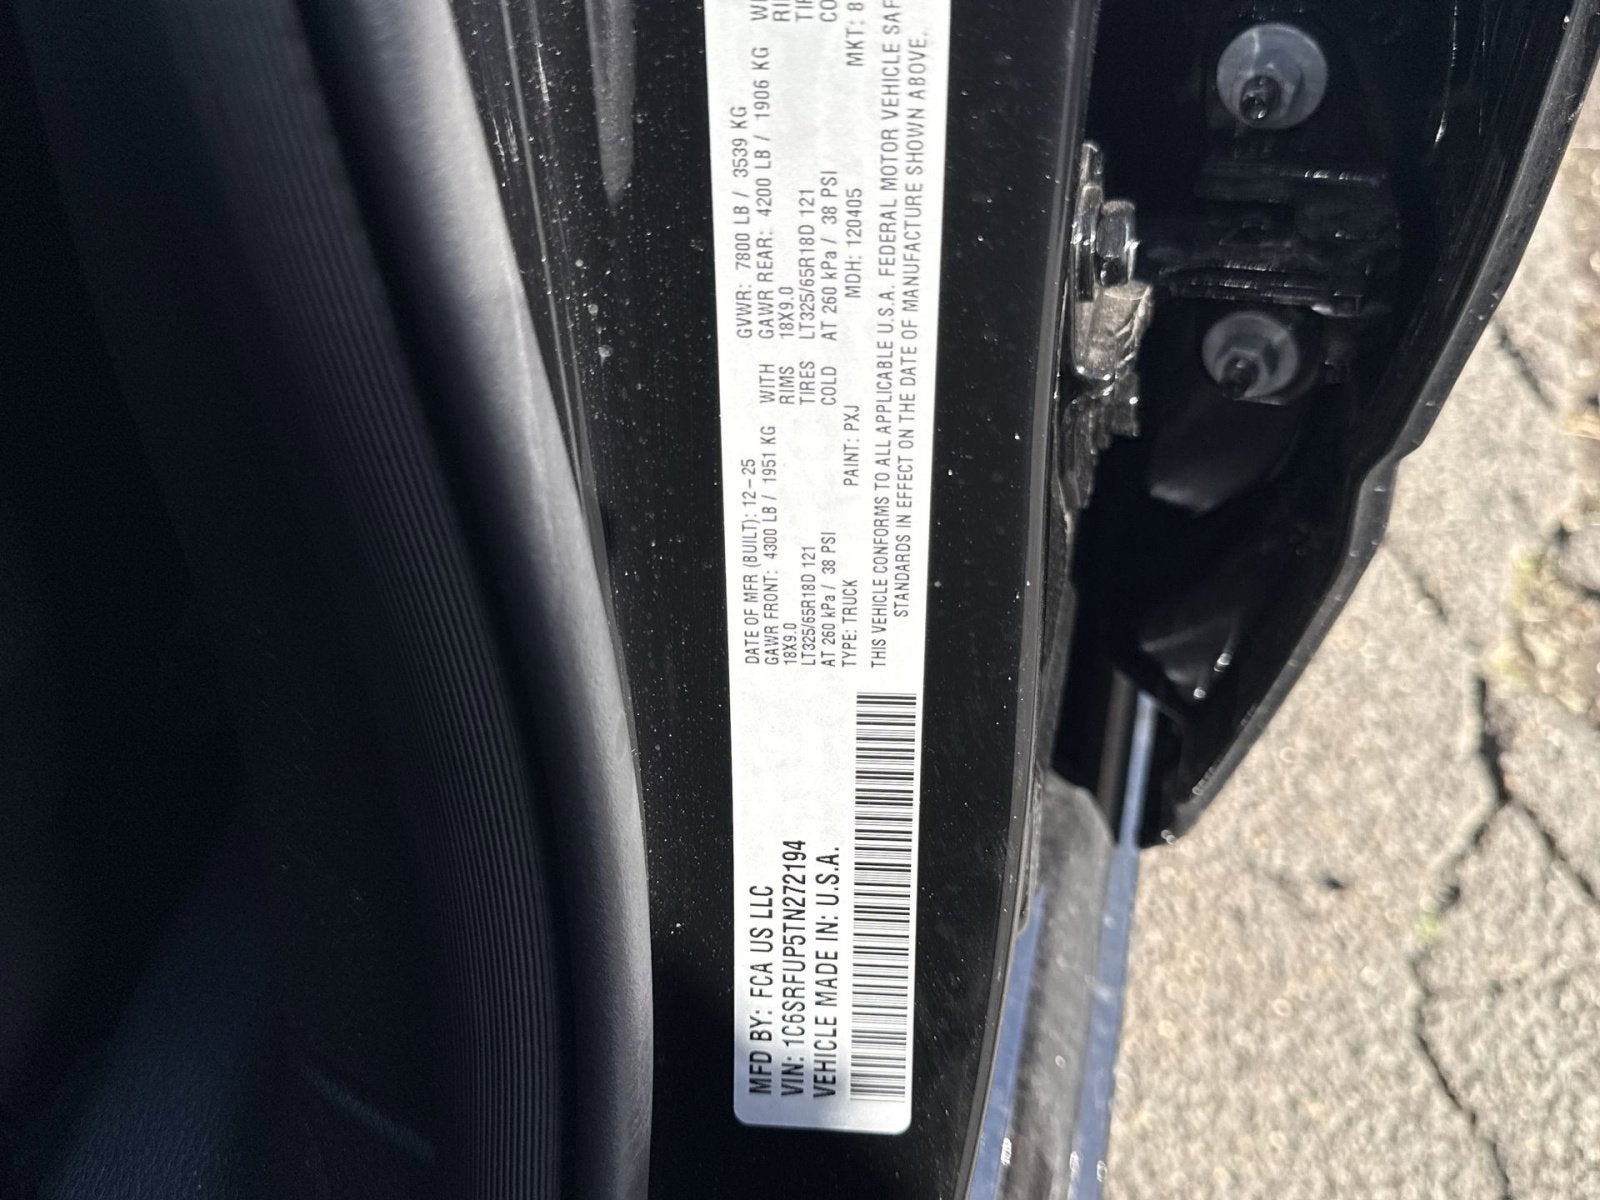 MFD BY: FCA US LLC
VIN: 1C6SRFUP5TN272194
VEHICLE MADE IN: U.S.A.
DATE OF MFR (BUILT): 12-25 GVWR: 7800 LB / 3539 KG
GAWR FRONT: 4300 LB / 1951 KG WITH GAWR REAR: 4200 LB / 1906 KG
18X9.0 RIMS 18X9.0
LT325/65R18D 121 TIRES LT325/65R18D 121
AT 260 kPa / 38 PSI COLD AT 260 kPa / 38 PSI
TYPE: TRUCK PAINT: PXJ MDH: 120405 MKT: 8
THIS VEHICLE CONFORMS TO ALL APPLICABLE U.S.A. FEDERAL MOTOR VEHICLE SAF
STANDARDS IN EFFECT ON THE DATE OF MANUFACTURE SHOWN ABOVE.